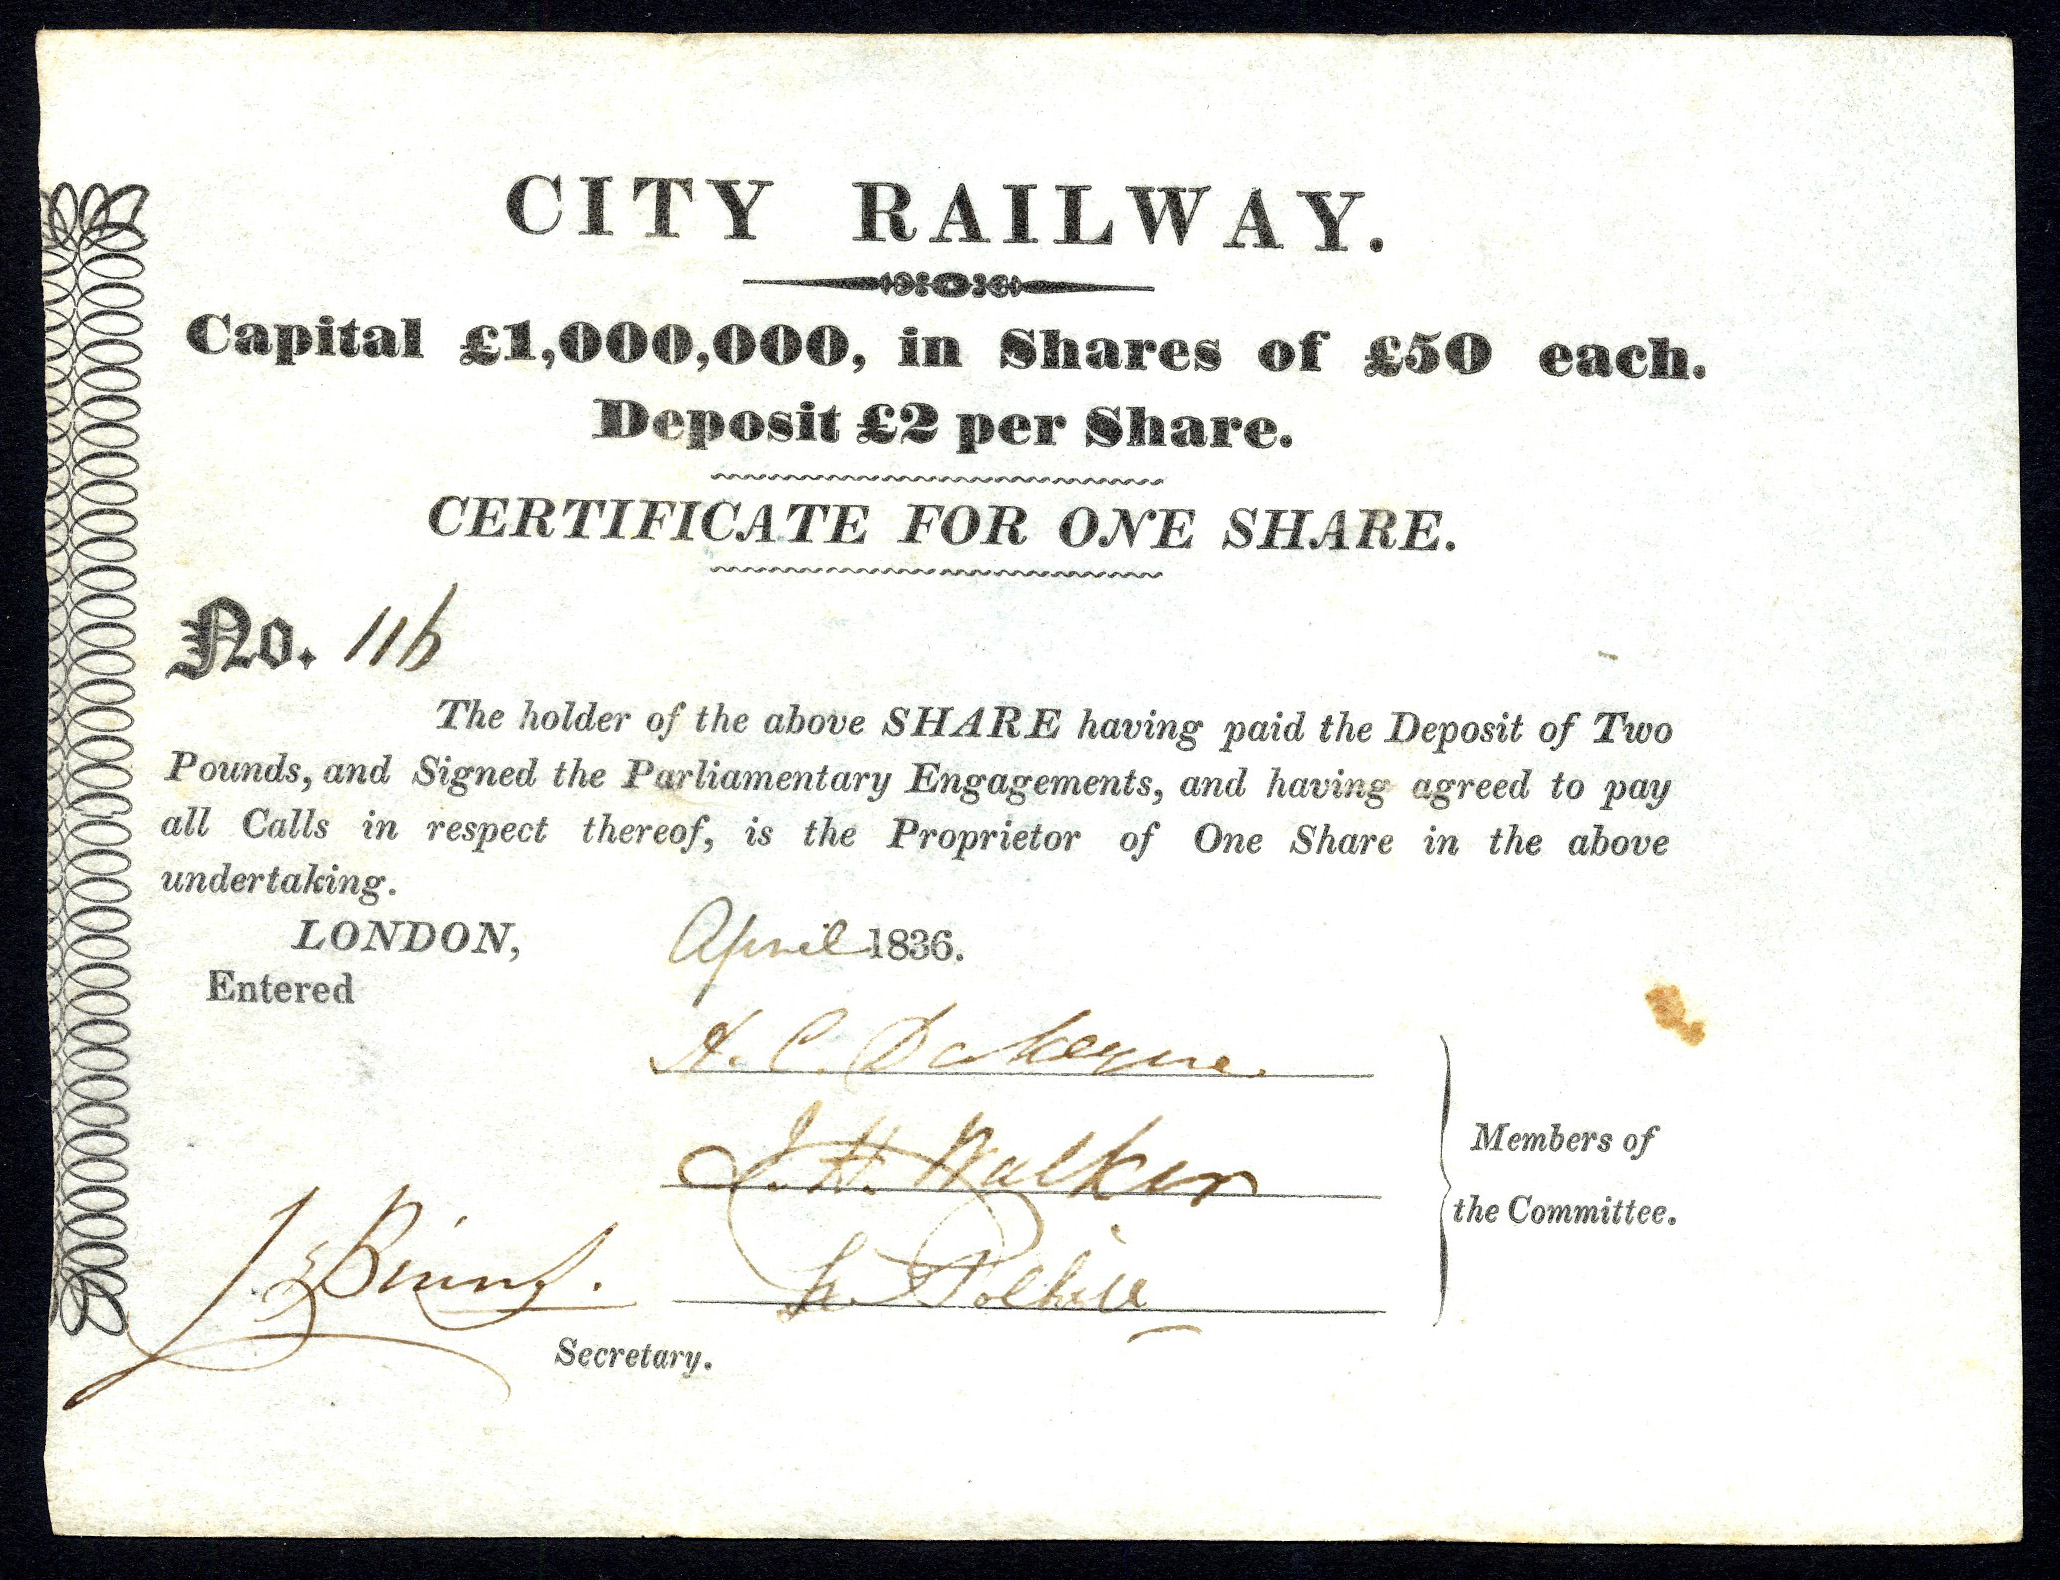 CITY RAILWAY.
Capital £1,000,000, in Shares of £50 each.
Deposit £2 per Share.
CERTIFICATE FOR ONE SHARE.
No. 116
The holder of the above SHARE having paid the Deposit of Two
Pounds, and Signed the Parliamentary Engagements, and having agreed to pay
all Calls in respect thereof, is the Proprietor of One Share in the above
undertaking.
LONDON, April 1836.
Entered
H. C. Dakeyne.
J. H. Walker
Members of
the Committee.
Polhill
Secretary.